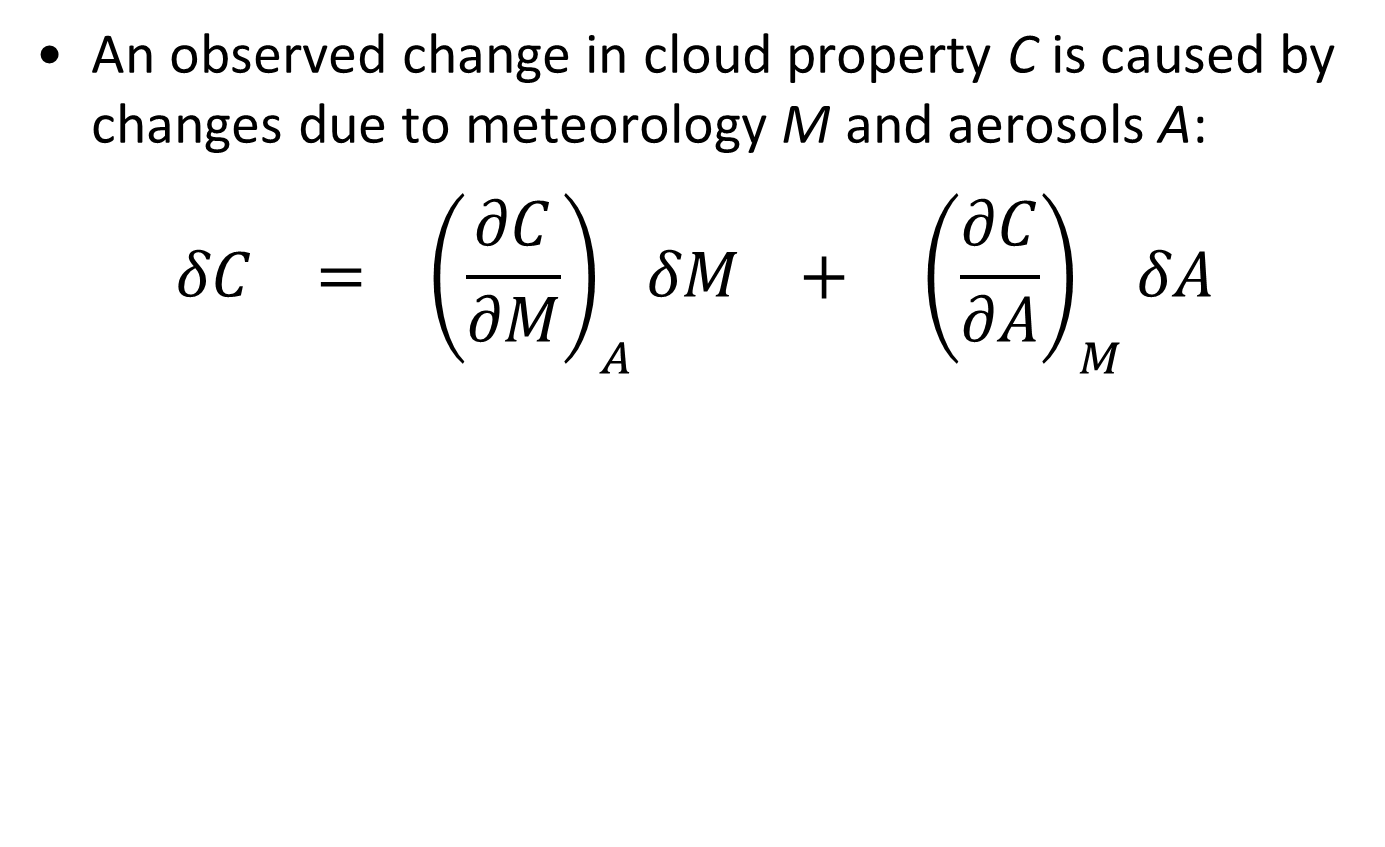 • An observed change in cloud property C is caused by
changes due to meteorology M and aerosols A:
δC = (∂C/∂M)_A δM + (∂C/∂A)_M δA